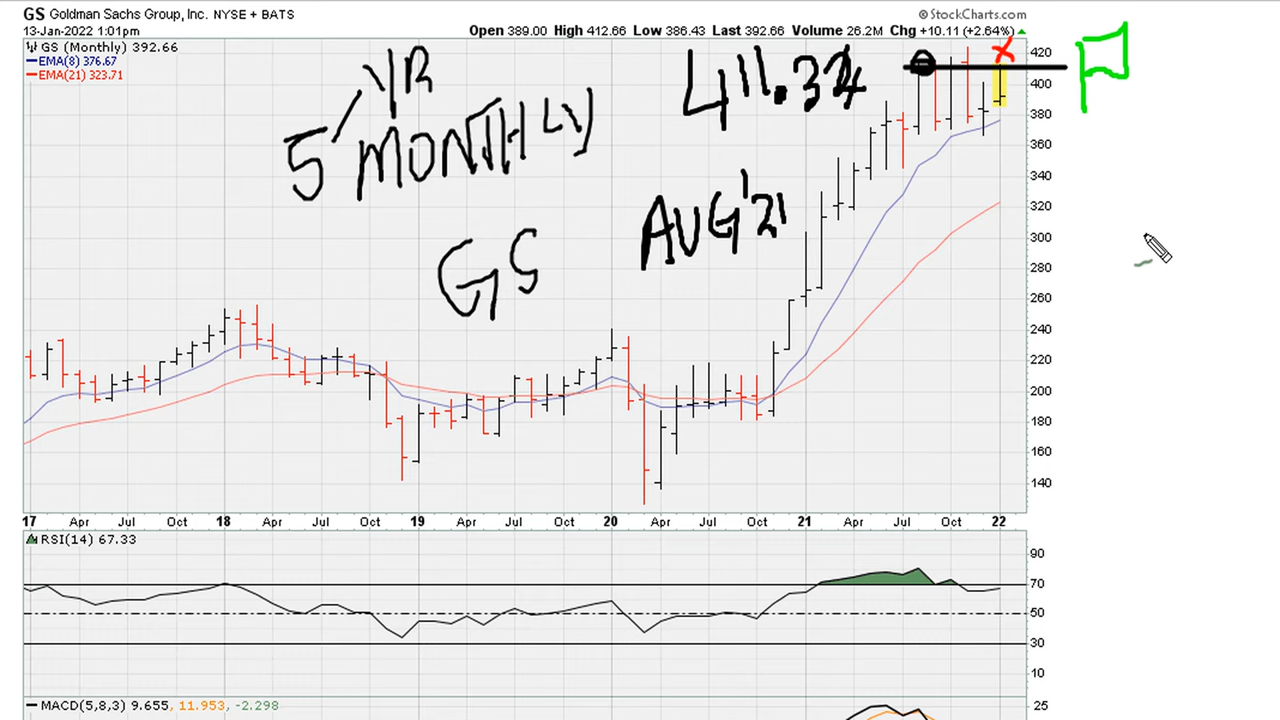 GS Goldman Sachs Group, Inc. NYSE + BATS
© StockCharts.com
13-Jan-2022 1:01pm
Open 389.00 High 412.66 Low 386.43 Last 392.66 Volume 26.2M Chg +10.11 (+2.64%)
GS (Monthly) 392.66
EMA(8) 376.67
EMA(21) 323.71
5 YR
MONTHLY
GS
411.34
AUG '21
420
400
380
360
340
320
300
280
260
240
220
200
180
160
140
17 Apr Jul Oct 18 Apr Jul Oct 19 Apr Jul Oct 20 Apr Jul Oct 21 Apr Jul Oct 22
RSI(14) 67.33
90
70
50
30
10
MACD(5,8,3) 9.655, 11.953, -2.298
25